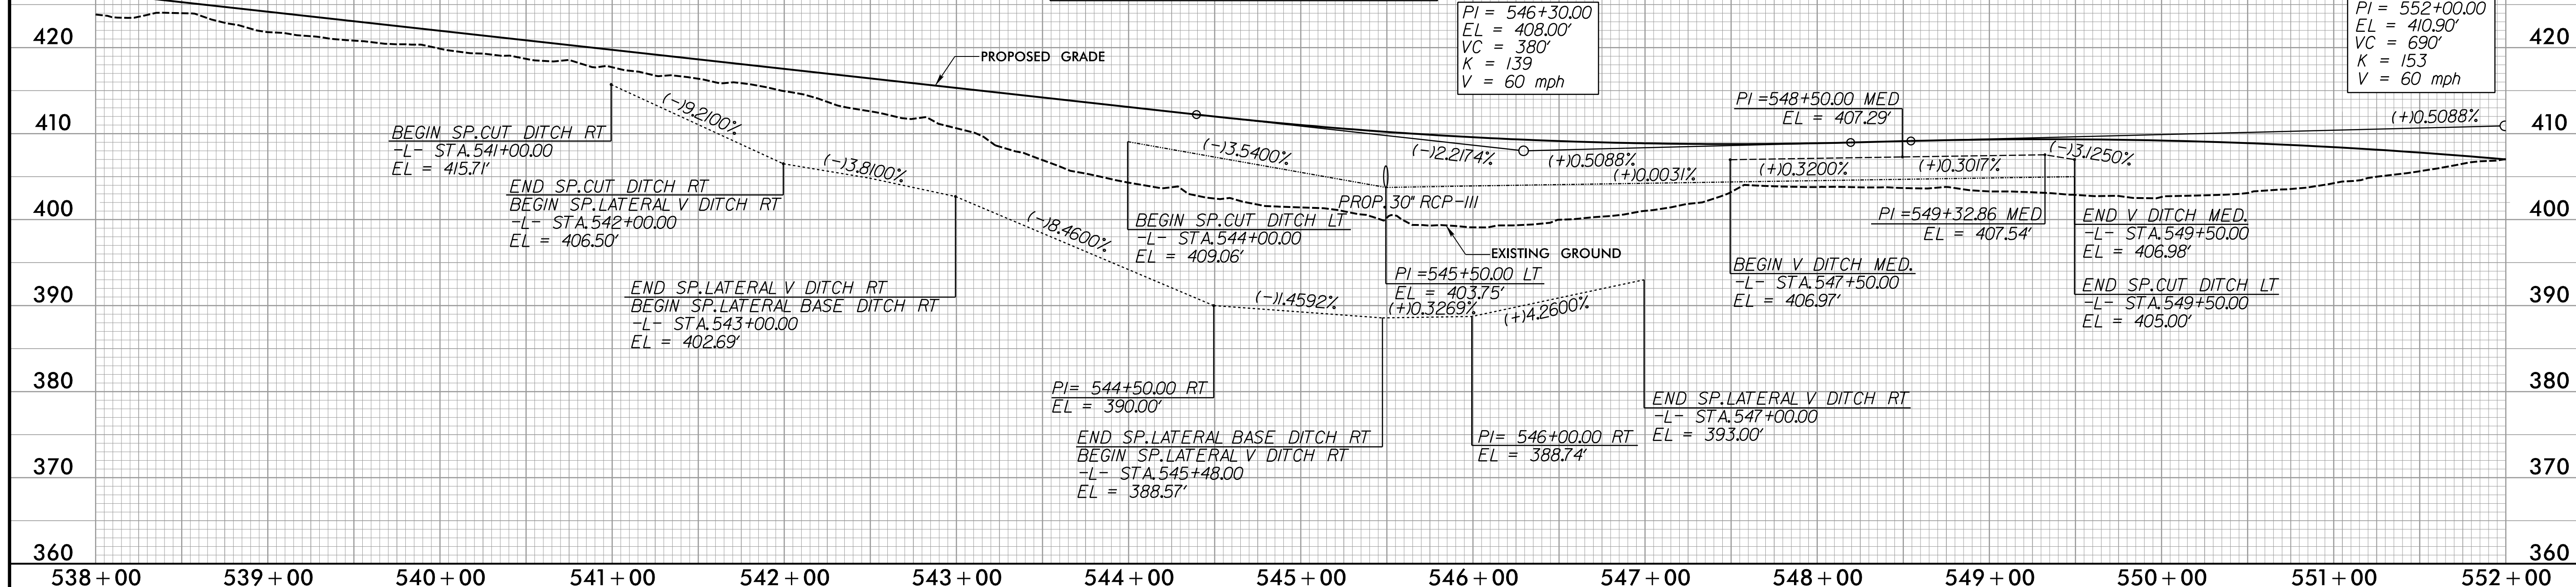 PI = 546+30.00
EL = 408.00'
VC = 380'
K = 139
V = 60 mph
PI = 552+00.00
EL = 410.90'
VC = 690'
K = 153
V = 60 mph
420
420
PROPOSED GRADE
410
410
(-)9.2100%
BEGIN SP.CUT DITCH RT
-L- STA.541+00.00
EL = 415.71'
(-)3.8100%
END SP.CUT DITCH RT
BEGIN SP.LATERAL V DITCH RT
-L- STA.542+00.00
EL = 406.50'
(-)3.5400%
(-)2.2174%
(+)0.5088%
(+)0.0031%
PI =548+50.00 MED
EL = 407.29'
(+)0.3200%
(+)0.3017%
(-)3.1250%
(+)0.5088%
400
400
(-)8.4600%
PROP. 30" RCP-III
BEGIN SP.CUT DITCH LT
-L- STA.544+00.00
EL = 409.06'
EXISTING GROUND
PI =549+32.86 MED
EL = 407.54'
END V DITCH MED.
-L- STA.549+50.00
EL = 406.98'
PI =545+50.00 LT
EL = 403.75'
BEGIN V DITCH MED.
-L- STA.547+50.00
EL = 406.97'
END SP.CUT DITCH LT
-L- STA.549+50.00
EL = 405.00'
390
390
END SP.LATERAL V DITCH RT
BEGIN SP.LATERAL BASE DITCH RT
-L- STA.543+00.00
EL = 402.69'
(-)1.4592%
(+)0.3269%
(+)4.2600%
380
380
PI= 544+50.00 RT
EL = 390.00'
END SP.LATERAL V DITCH RT
-L- STA.547+00.00
EL = 393.00'
END SP.LATERAL BASE DITCH RT
BEGIN SP.LATERAL V DITCH RT
-L- STA.545+48.00
EL = 388.57'
PI= 546+00.00 RT
EL = 388.74'
370
370
360
360
538+00 539+00 540+00 541+00 542+00 543+00 544+00 545+00 546+00 547+00 548+00 549+00 550+00 551+00 552+00